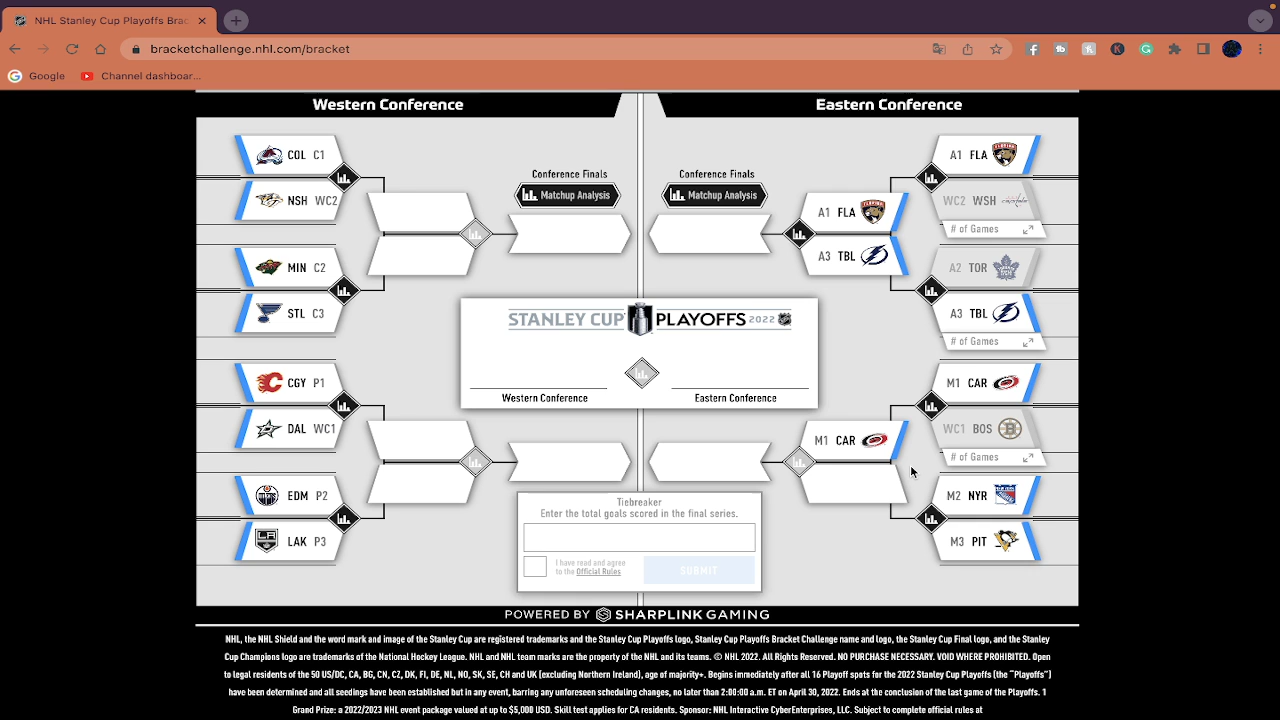 NHL Stanley Cup Playoffs Brac
bracketchallenge.nhl.com/bracket
Google
Channel dashboar...
Western Conference
Eastern Conference
COL C1
NSH WC2
MIN C2
STL C3
CGY P1
DAL WC1
EDM P2
LAK P3
Conference Finals
Matchup Analysis
Conference Finals
Matchup Analysis
A1 FLA
A3 TBL
M1 CAR
A1 FLA
WC2 WSH
# of Games
A2 TOR
A3 TBL
# of Games
M1 CAR
WC1 BOS
# of Games
M2 NYR
M3 PIT
STANLEY CUP PLAYOFFS 2022
Western Conference
Eastern Conference
Tiebreaker
Enter the total goals scored in the final series.
I have read and agree
to the Official Rules
SUBMIT
POWERED BY SHARPLINK GAMING
NHL, the NHL Shield and the word mark and image of the Stanley Cup are registered trademarks and the Stanley Cup Playoffs logo, Stanley Cup Playoffs Bracket Challenge name and logo, the Stanley Cup Final logo, and the Stanley
Cup Champions logo are trademarks of the National Hockey League. NHL and NHL team marks are the property of the NHL and its teams. © NHL 2022. All Rights Reserved. NO PURCHASE NECESSARY. VOID WHERE PROHIBITED. Open
to legal residents of the 50 US/DC, CA, BG, CN, CZ, DK, FI, DE, NL, NO, SK, SE, CH and UK (excluding Northern Ireland), age of majority+. Begins immediately after all 16 Playoff spots for the 2022 Stanley Cup Playoffs (the "Playoffs")
have been determined and all seedings have been established but in any event, barring any unforeseen scheduling changes, no later than 2:00:00 a.m. ET on April 30, 2022. Ends at the conclusion of the last game of the Playoffs. 1
Grand Prize: a 2022/2023 NHL event package valued at up to $5,000 USD. Skill test applies for CA residents. Sponsor: NHL Interactive CyberEnterprises, LLC. Subject to complete official rules at